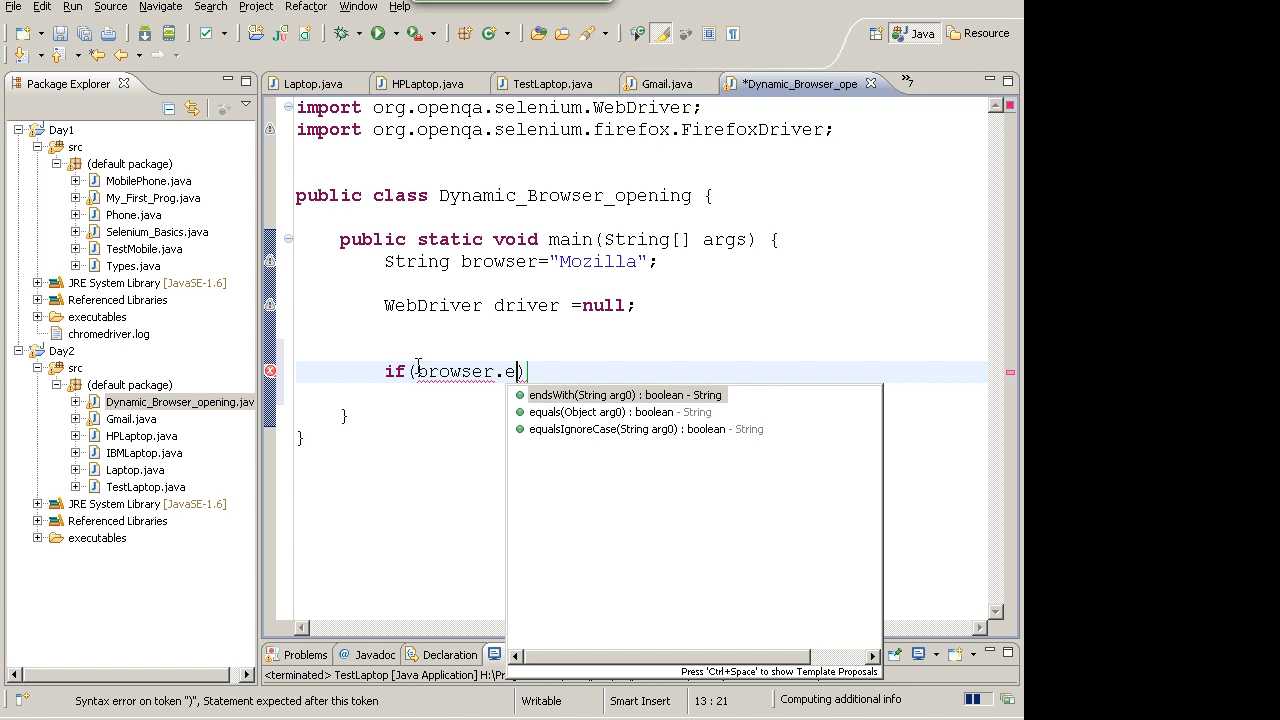 File Edit Run Source Navigate Search Project Refactor Window Help
Java Resource
Package Explorer
Laptop.java HPLaptop.java TestLaptop.java Gmail.java *Dynamic_Browser_ope »7
Day1
src
(default package)
MobilePhone.java
My_First_Prog.java
Phone.java
Selenium_Basics.java
TestMobile.java
Types.java
JRE System Library [JavaSE-1.6]
Referenced Libraries
executables
chromedriver.log
Day2
src
(default package)
Dynamic_Browser_opening.jav
Gmail.java
HPLaptop.java
IBMLaptop.java
Laptop.java
TestLaptop.java
JRE System Library [JavaSE-1.6]
Referenced Libraries
executables
import org.openqa.selenium.WebDriver;
import org.openqa.selenium.firefox.FirefoxDriver;
public class Dynamic_Browser_opening {
public static void main(String[] args) {
String browser="Mozilla";
WebDriver driver =null;
if(browser.e)
}
}
endsWith(String arg0) : boolean - String
equals(Object arg0) : boolean - String
equalsIgnoreCase(String arg0) : boolean - String
Press 'Ctrl+Space' to show Template Proposals
Problems @ Javadoc Declaration
<terminated> TestLaptop [Java Application] H:\Pr
Syntax error on token ")", Statement expected after this token Writable Smart Insert 13 : 21 Computing additional info